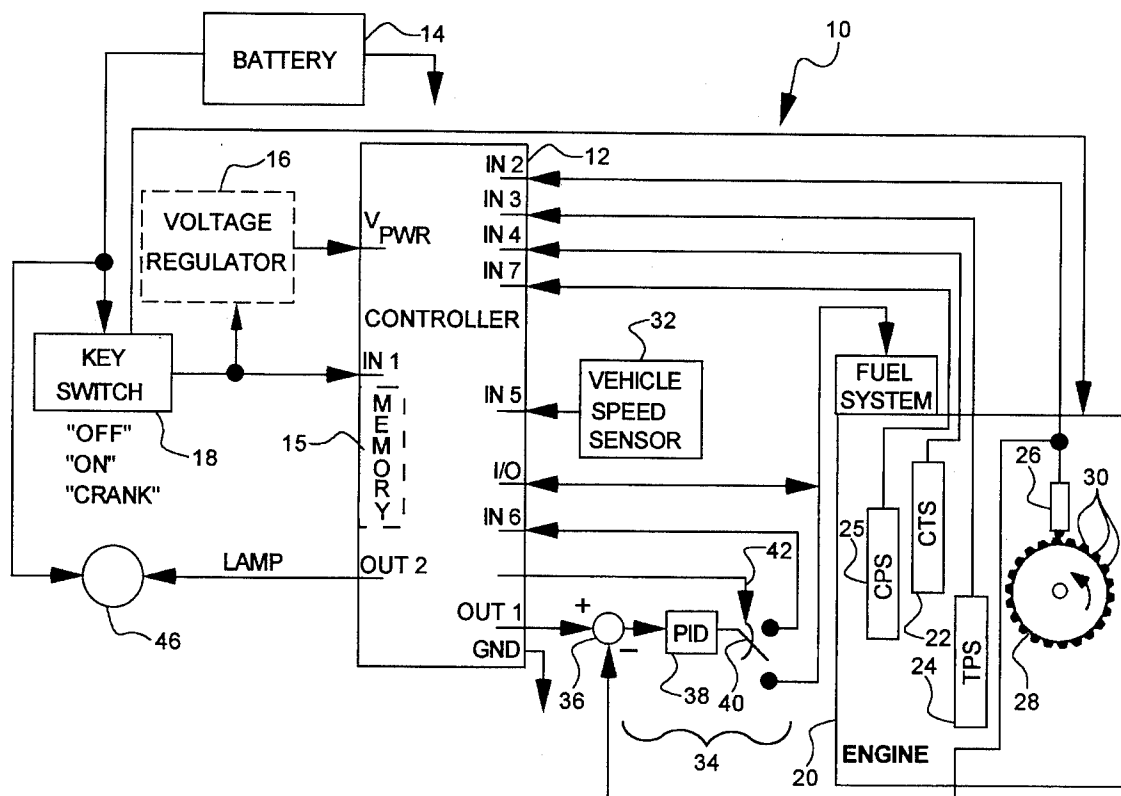 14
BATTERY
10
12
IN 2
16
IN 3
VOLTAGE
REGULATOR
V
PWR
IN 4
IN 7
CONTROLLER
32
KEY
SWITCH
IN 1
VEHICLE
SPEED
SENSOR
FUEL
SYSTEM
IN 5
"OFF"
"ON"
"CRANK"
18
15
MEMORY
I/O
IN 6
26
30
25
CPS
CTS
22
42
LAMP
OUT 2
46
OUT 1
+
−
PID
GND
36
38
40
24
TPS
28
34
20
ENGINE